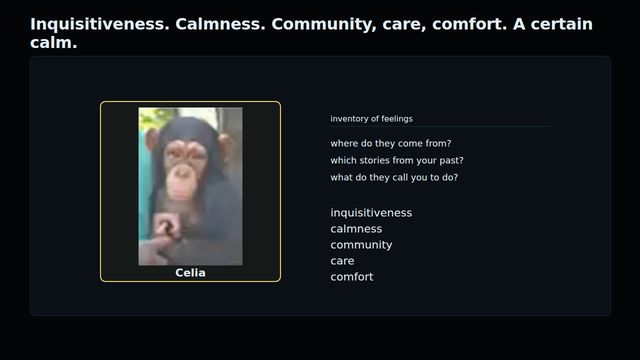 Inquisitiveness. Calmness. Community, care, comfort. A certain
calm.
Celia
inventory of feelings
where do they come from?
which stories from your past?
what do they call you to do?
inquisitiveness
calmness
community
care
comfort